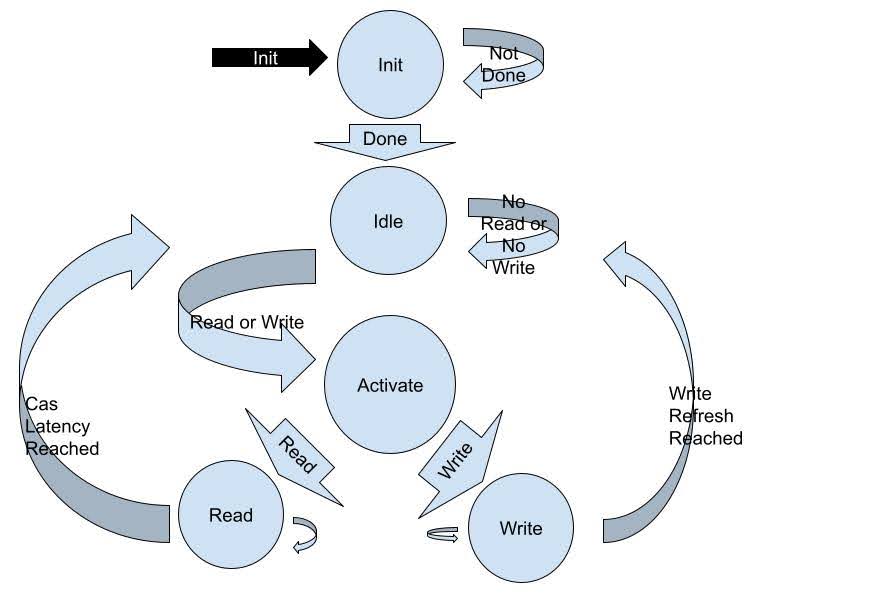 Init
Init
Not
Done
Done
Idle
No
Read or
No
Write
Read or Write
Activate
Cas
Latency
Reached
Write
Refresh
Reached
Read
Write
Read
Write